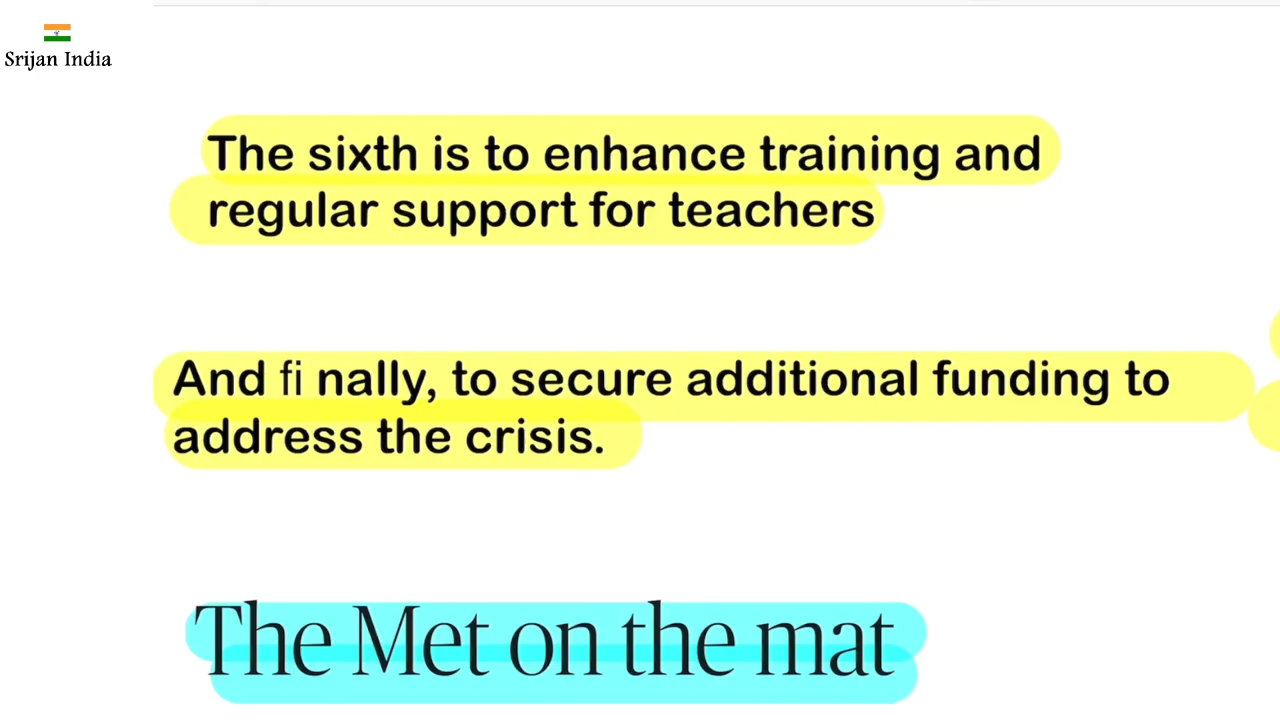 Srijan India
The sixth is to enhance training and
regular support for teachers
And fi nally, to secure additional funding to
address the crisis.
The Met on the mat